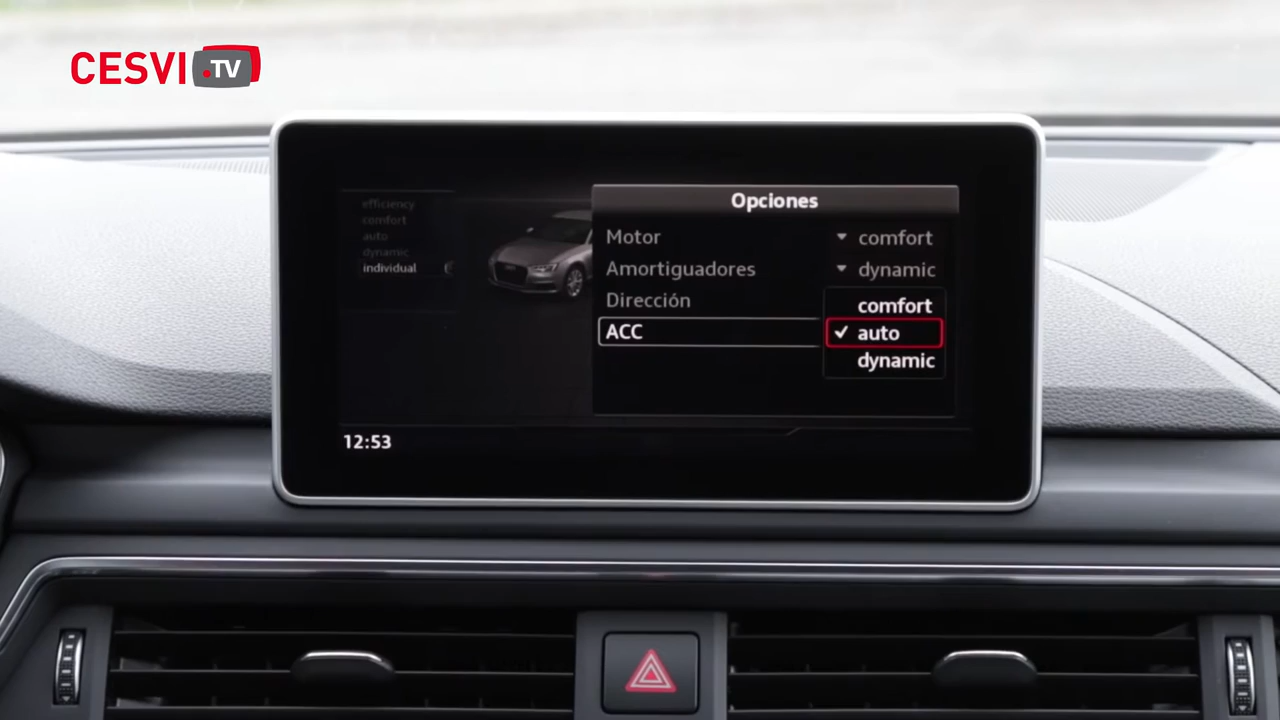 CESVI.TV
Opciones
efficiency
comfort
auto
dynamic
individual
Motor comfort
Amortiguadores dynamic
Dirección
comfort
ACC
auto
dynamic
12:53